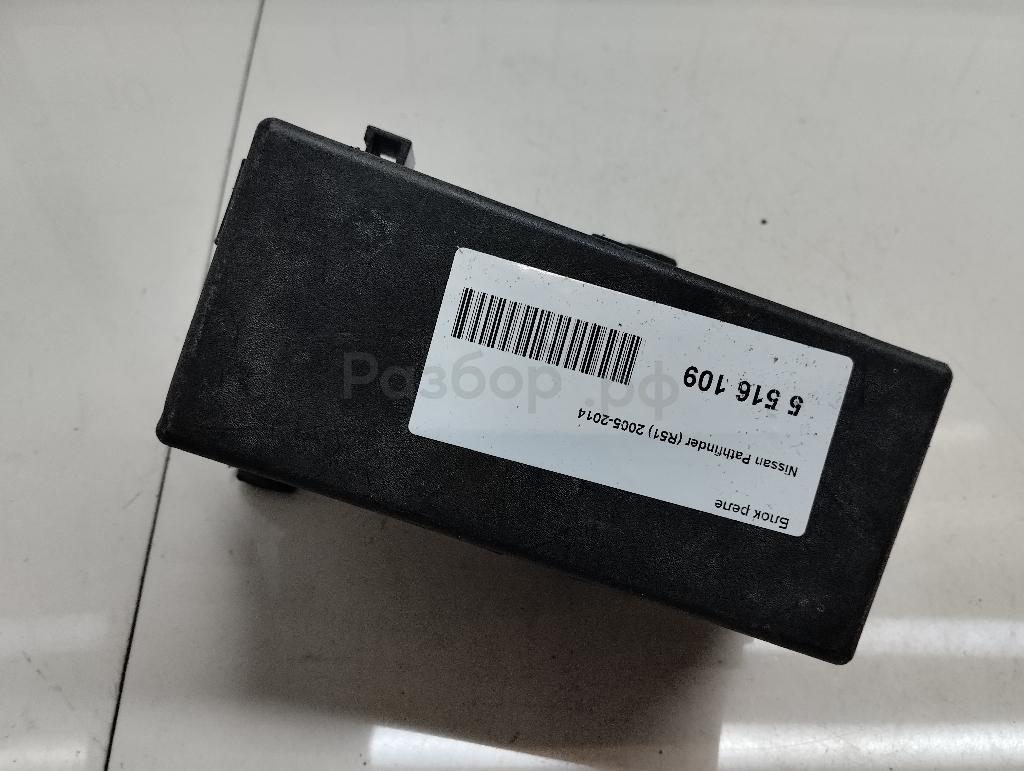 Блок реле
Nissan Pathfinder (R51) 2005-2014
5 516 109
Разбор.рф